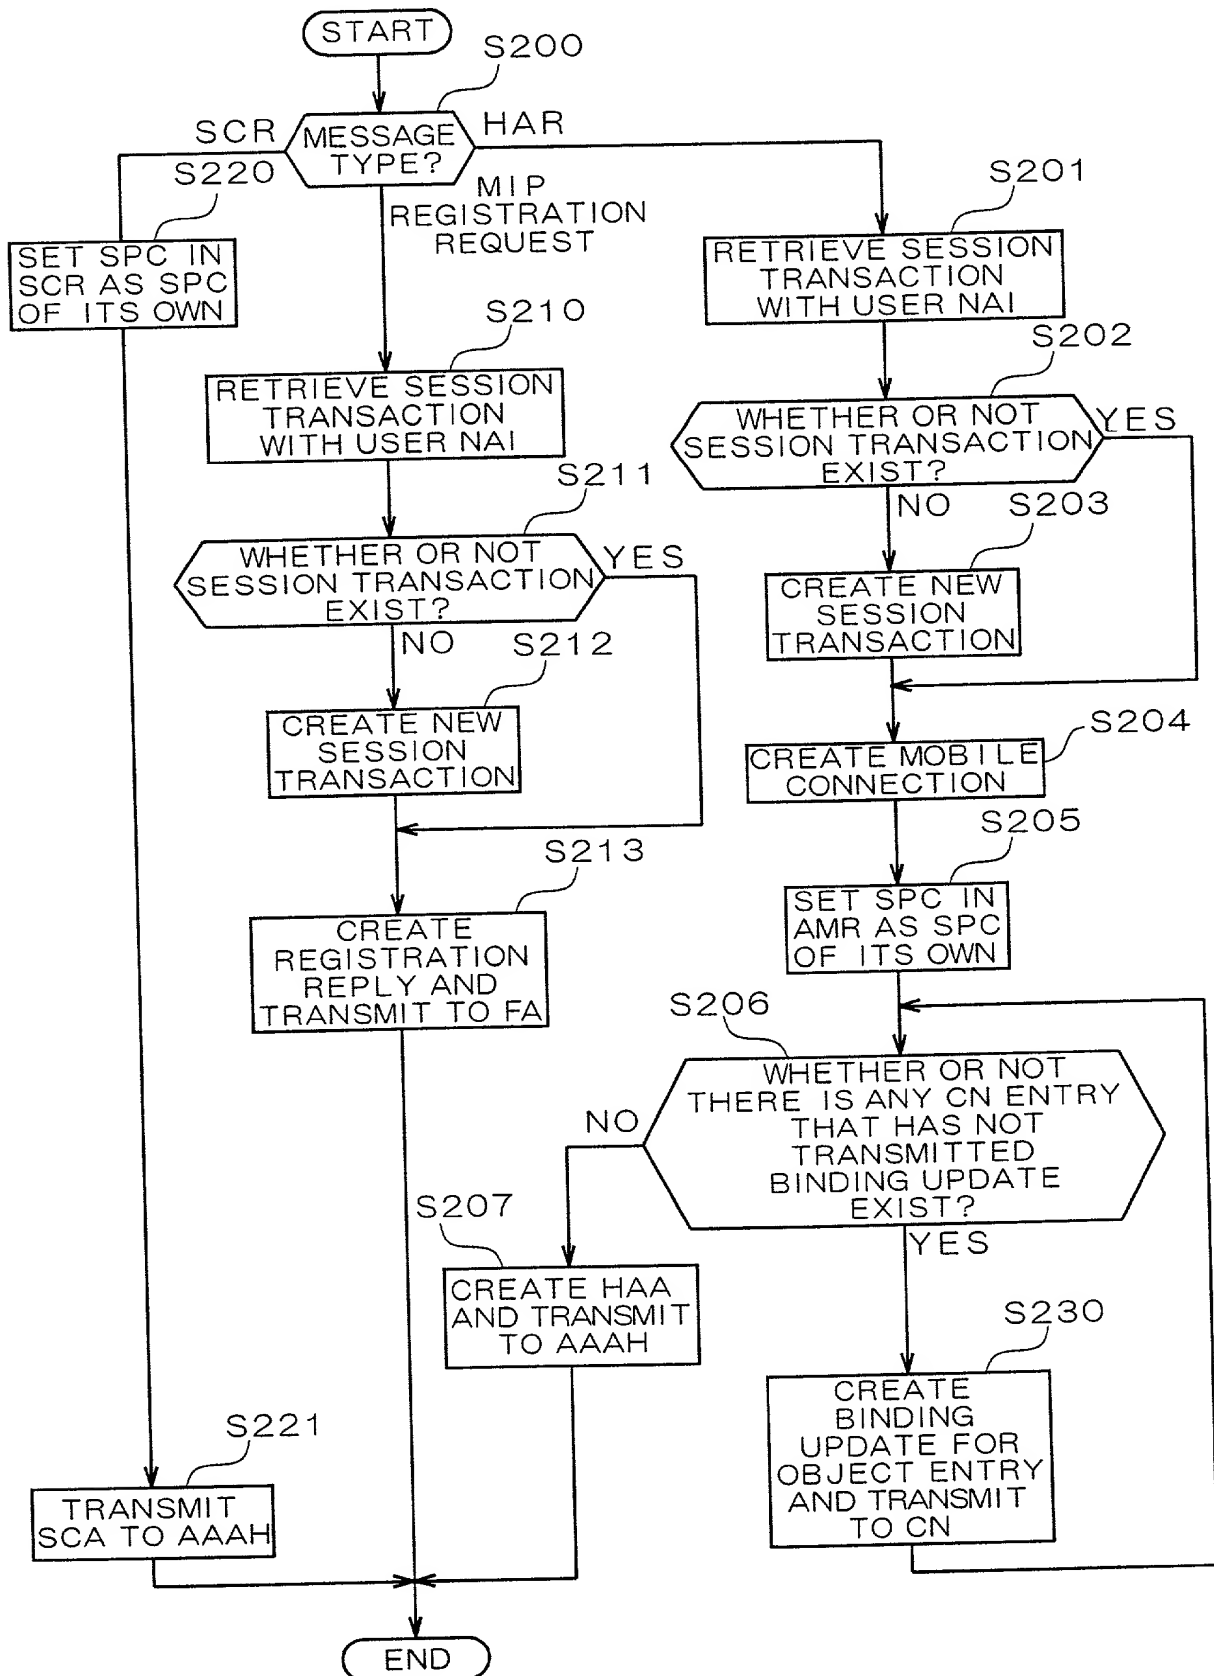 START
S200
SCR
MESSAGE
TYPE?
HAR
S220
MIP
REGISTRATION
REQUEST
S201
SET SPC IN
SCR AS SPC
OF ITS OWN
RETRIEVE SESSION
TRANSACTION
WITH USER NAI
S210
S202
RETRIEVE SESSION
TRANSACTION
WITH USER NAI
WHETHER OR NOT
SESSION TRANSACTION
EXIST?
YES
S211
NO
S203
WHETHER OR NOT
SESSION TRANSACTION
EXIST?
YES
CREATE NEW
SESSION
TRANSACTION
NO
S212
CREATE NEW
SESSION
TRANSACTION
S204
CREATE MOBILE
CONNECTION
S213
S205
CREATE
REGISTRATION
REPLY AND
TRANSMIT TO FA
SET SPC IN
AMR AS SPC
OF ITS OWN
S206
WHETHER OR NOT
THERE IS ANY CN ENTRY
THAT HAS NOT
TRANSMITTED
BINDING UPDATE
EXIST?
NO
S207
YES
CREATE HAA
AND TRANSMIT
TO AAAH
S230
CREATE
BINDING
UPDATE FOR
OBJECT ENTRY
AND TRANSMIT
TO CN
S221
TRANSMIT
SCA TO AAAH
END